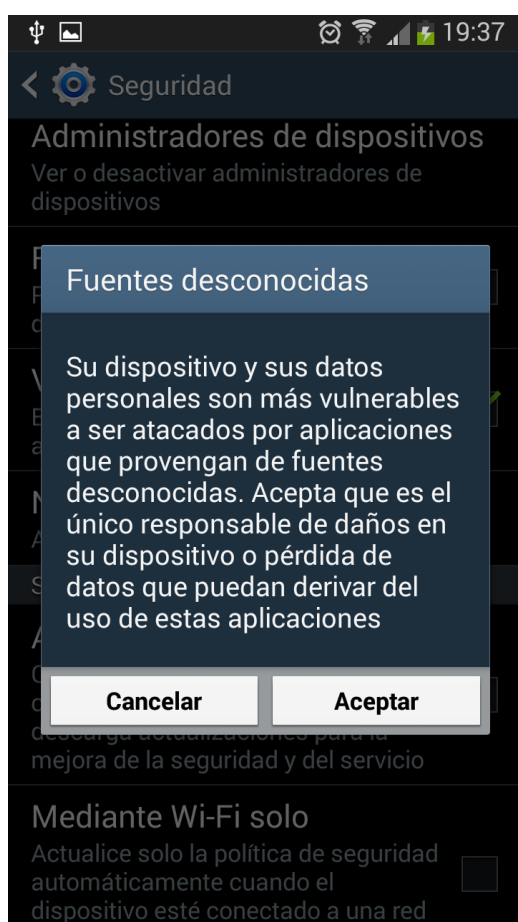 19:37
Seguridad
Administradores de dispositivos
Ver o desactivar administradores de
dispositivos
Fuentes desconocidas
Su dispositivo y sus datos
personales son más vulnerables
a ser atacados por aplicaciones
que provengan de fuentes
desconocidas. Acepta que es el
único responsable de daños en
su dispositivo o pérdida de
datos que puedan derivar del
uso de estas aplicaciones
Cancelar
Aceptar
descarga actualizaciones para la
mejora de la seguridad y del servicio
Mediante Wi-Fi solo
Actualice solo la política de seguridad
automáticamente cuando el
dispositivo esté conectado a una red